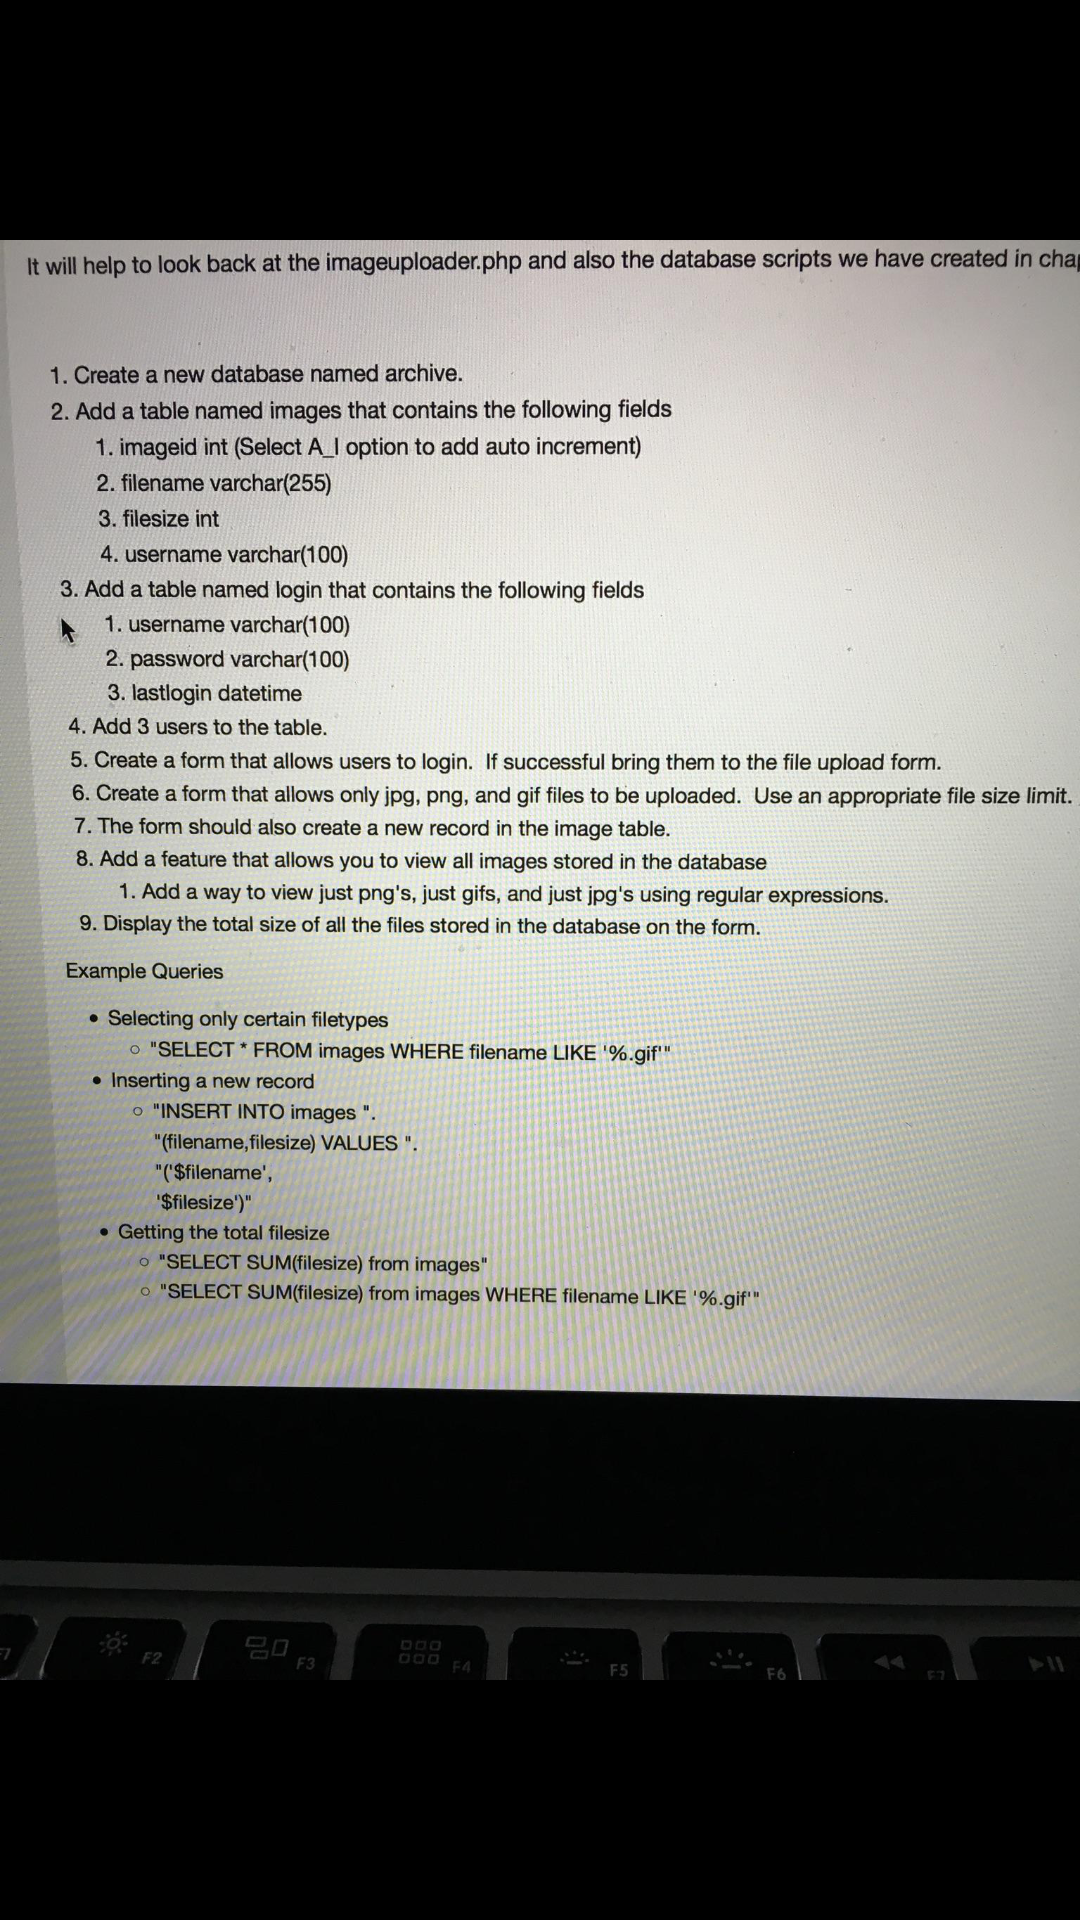 It will help to look back at the imageuploader.php and also the database scripts we have created in
1. Create a new database named archive.
2. Add a table named images that contains the following fields
1. imageid int (Select A_I option to add auto increment)
2. filename varchar(255)
3. filesize int
4. username varchar(100)
3. Add a table named login that contains the following fields
1. username varchar(100)
2. password varchar(100)
3. lastlogin datetime
4. Add 3 users to the table.
5. Create a form that allows users to login.  If successful bring them to the file upload form.
6. Create a form that allows only jpg, png, and gif files to be uploaded.  Use an appropriate file size limit.
7. The form should also create a new record in the image table.
8. Add a feature that allows you to view all images stored in the database
1. Add a way to view just png's, just gifs, and just jpg's using regular expressions.
9. Display the total size of all the files stored in the database on the form.
Example Queries
• Selecting only certain filetypes
○ "SELECT * FROM images WHERE filename LIKE '%.gif'"
• Inserting a new record
○ "INSERT INTO images ".
"(filename,filesize) VALUES ".
"('$filename',
'$filesize')"
• Getting the total filesize
○ "SELECT SUM(filesize) from images"
○ "SELECT SUM(filesize) from images WHERE filename LIKE '%.gif'"
F2 F3 F4 F5 F6 F7